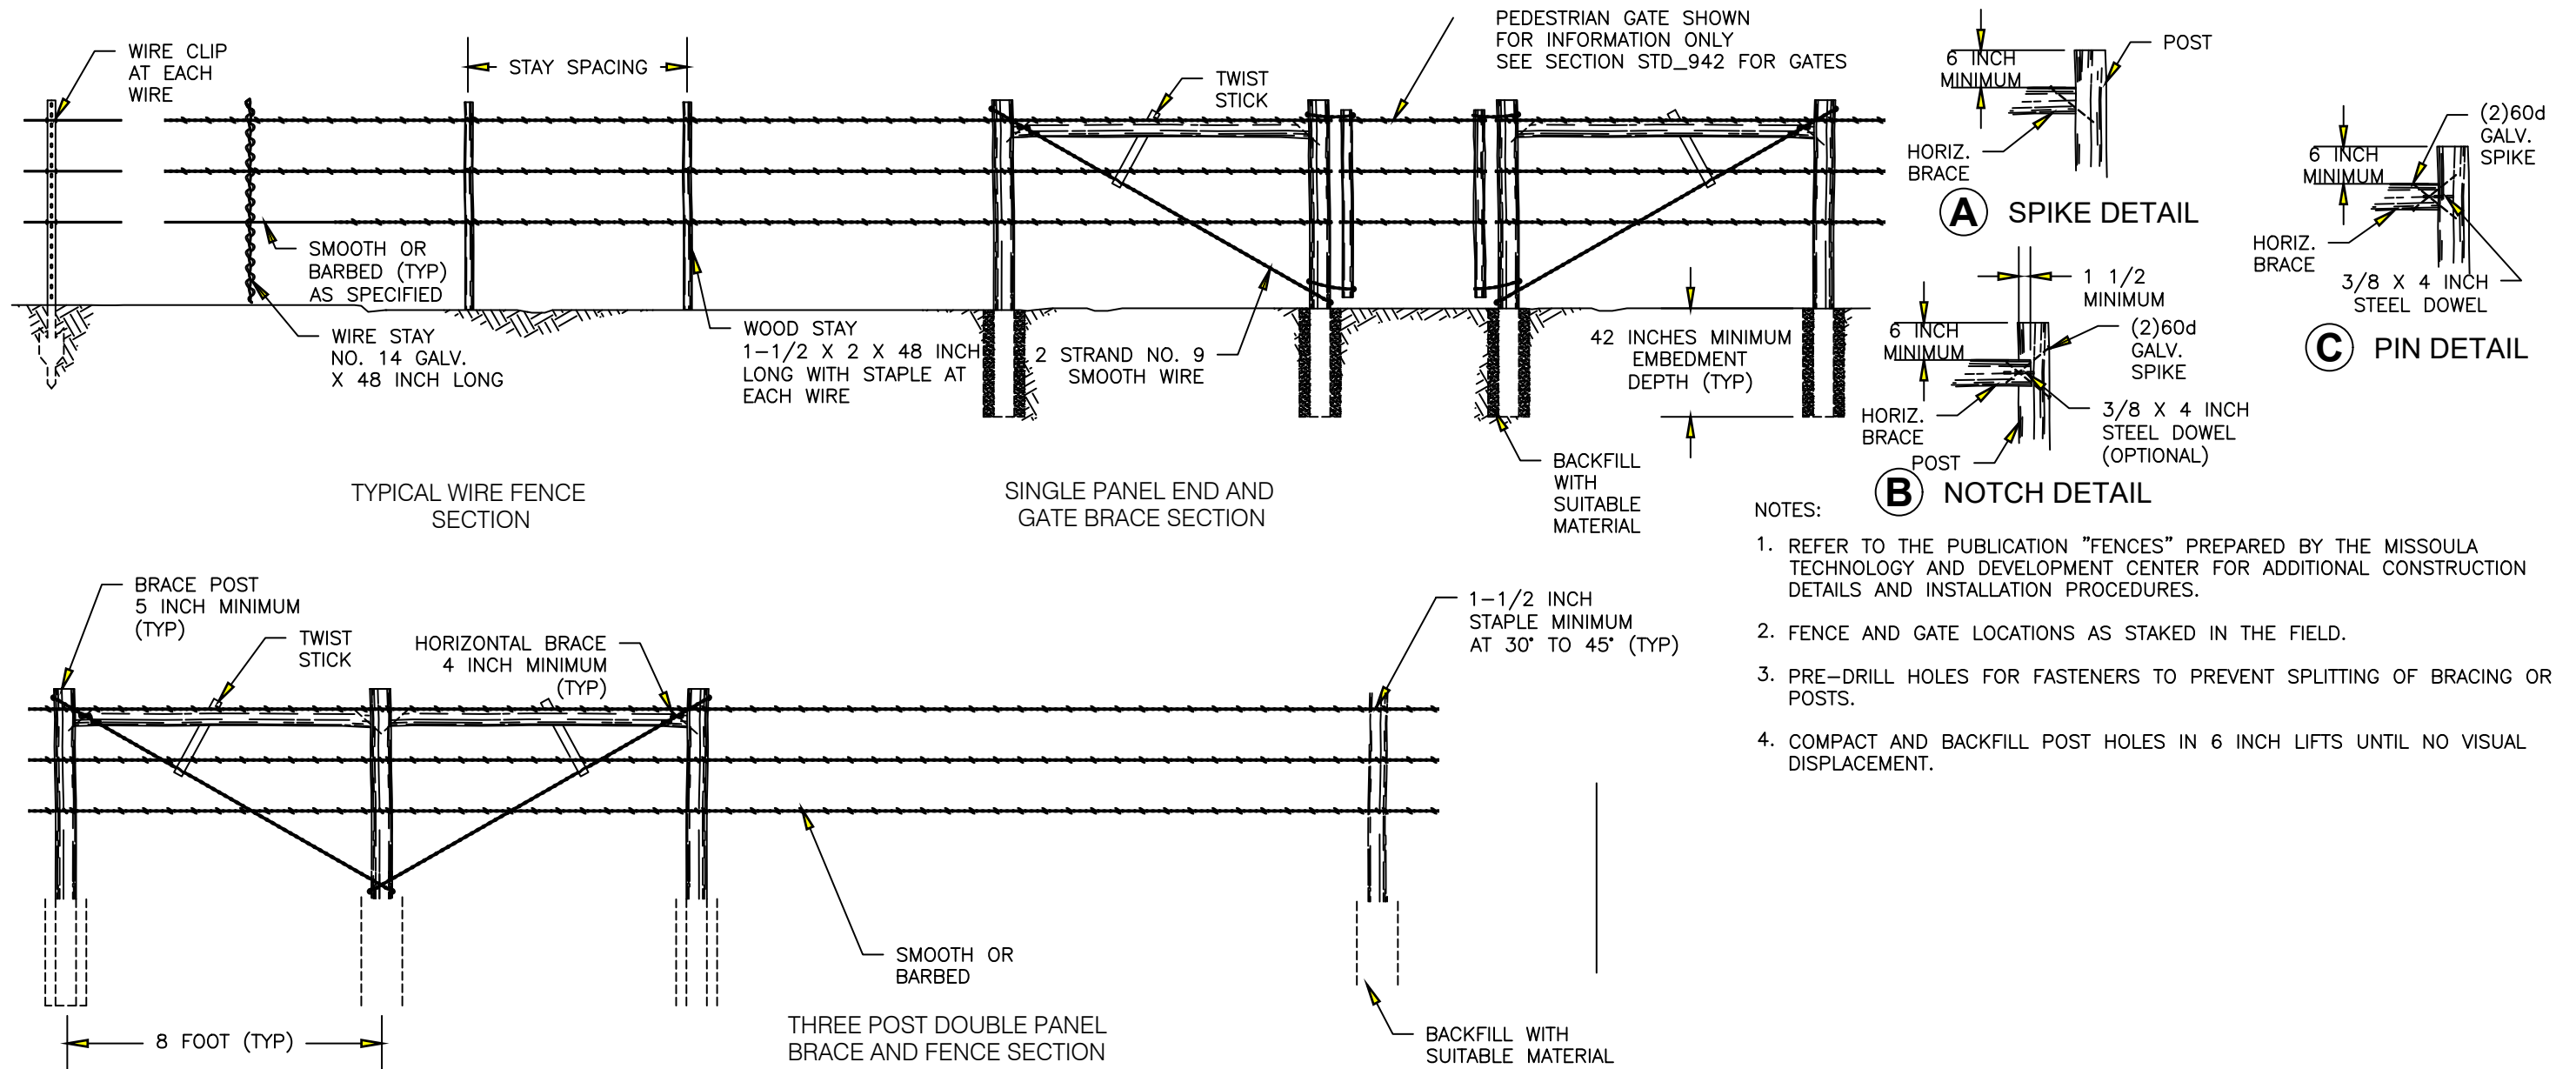 WIRE CLIP
AT EACH
WIRE
STAY SPACING
SMOOTH OR
BARBED (TYP)
AS SPECIFIED
WIRE STAY
NO. 14 GALV.
X 48 INCH LONG
WOOD STAY
1-1/2 X 2 X 48 INCH
LONG WITH STAPLE AT
EACH WIRE
TYPICAL WIRE FENCE
SECTION
TWIST
STICK
PEDESTRIAN GATE SHOWN
FOR INFORMATION ONLY
SEE SECTION STD_942 FOR GATES
2 STRAND NO. 9
SMOOTH WIRE
42 INCHES MINIMUM
EMBEDMENT
DEPTH (TYP)
BACKFILL
WITH
SUITABLE
MATERIAL
SINGLE PANEL END AND
GATE BRACE SECTION
6 INCH
MINIMUM
POST
HORIZ.
BRACE
A SPIKE DETAIL
1 1/2
MINIMUM
6 INCH
MINIMUM
(2)60d
GALV.
SPIKE
HORIZ.
BRACE
3/8 X 4 INCH
STEEL DOWEL
(OPTIONAL)
POST
B NOTCH DETAIL
(2)60d
GALV.
SPIKE
6 INCH
MINIMUM
HORIZ.
BRACE
3/8 X 4 INCH
STEEL DOWEL
C PIN DETAIL
NOTES:
1. REFER TO THE PUBLICATION "FENCES" PREPARED BY THE MISSOULA
TECHNOLOGY AND DEVELOPMENT CENTER FOR ADDITIONAL CONSTRUCTION
DETAILS AND INSTALLATION PROCEDURES.
2. FENCE AND GATE LOCATIONS AS STAKED IN THE FIELD.
3. PRE-DRILL HOLES FOR FASTENERS TO PREVENT SPLITTING OF BRACING OR
POSTS.
4. COMPACT AND BACKFILL POST HOLES IN 6 INCH LIFTS UNTIL NO VISUAL
DISPLACEMENT.
BRACE POST
5 INCH MINIMUM
(TYP)
TWIST
STICK
HORIZONTAL BRACE
4 INCH MINIMUM
(TYP)
1-1/2 INCH
STAPLE MINIMUM
AT 30° TO 45° (TYP)
SMOOTH OR
BARBED
8 FOOT (TYP)
THREE POST DOUBLE PANEL
BRACE AND FENCE SECTION
BACKFILL WITH
SUITABLE MATERIAL